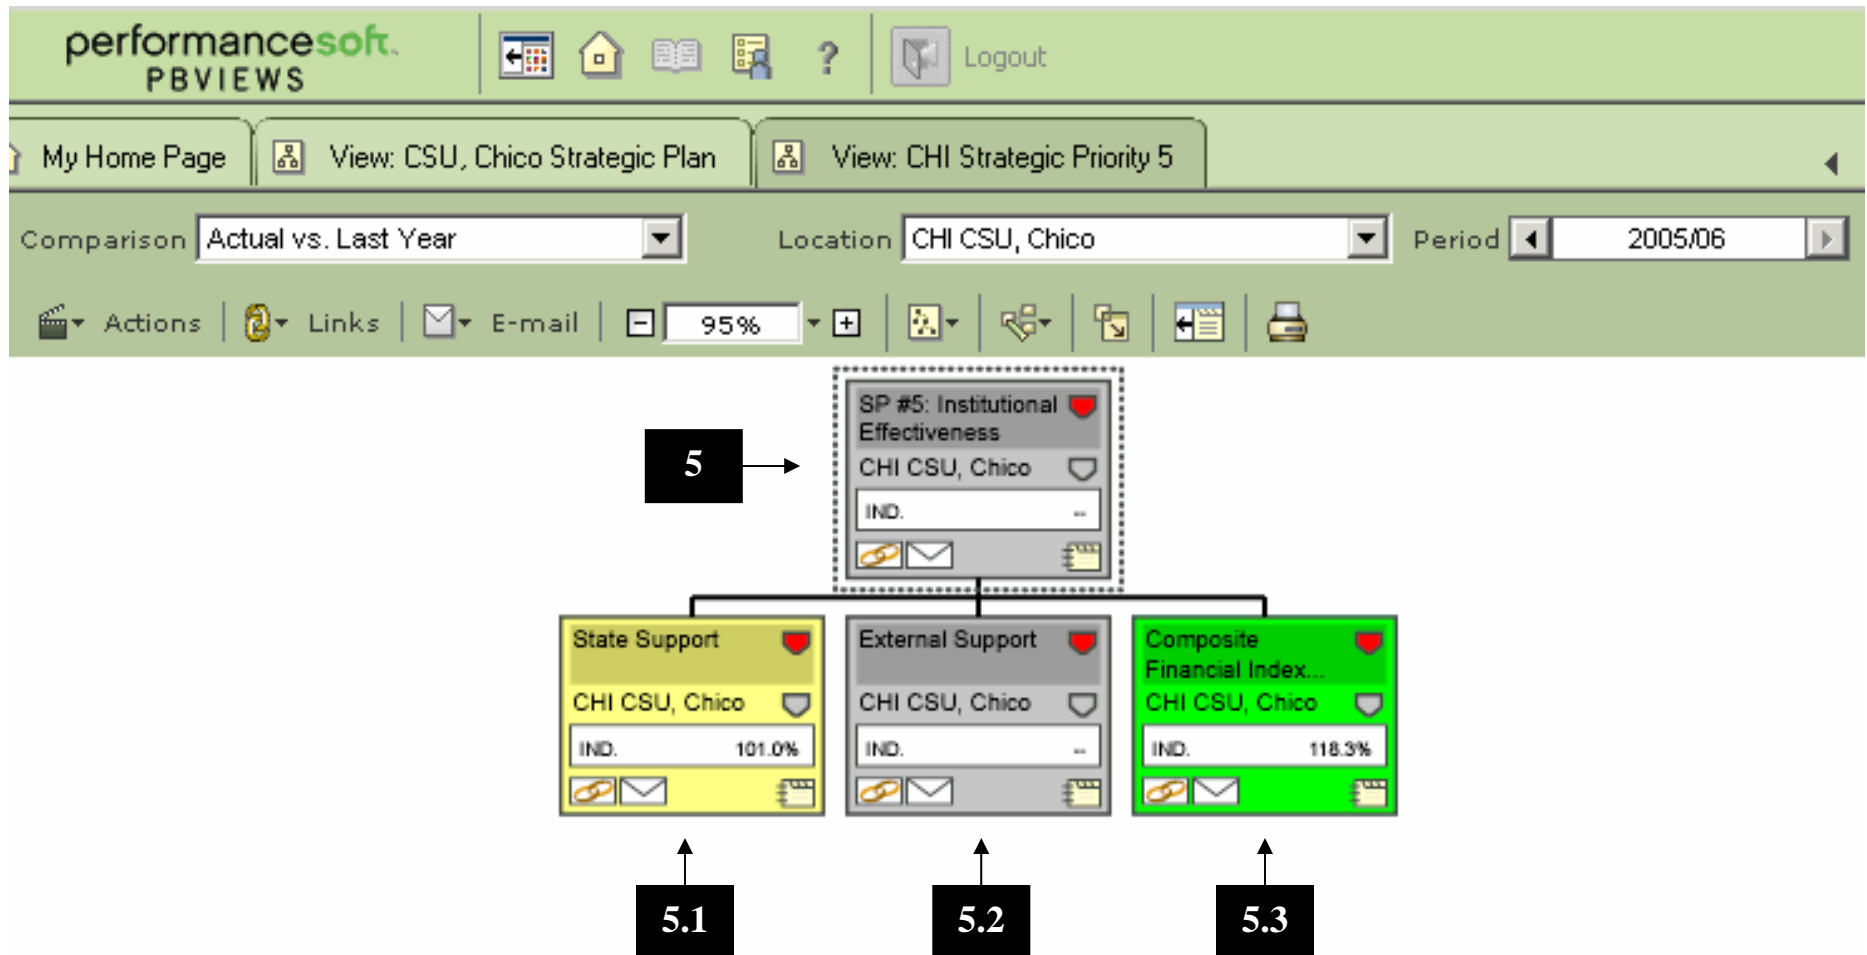 performancesoft.
PBVIEWS
? Logout
My Home Page View: CSU, Chico Strategic Plan View: CHI Strategic Priority 5
Comparison Actual vs. Last Year Location CHI CSU, Chico Period 2005/06
Actions Links E-mail 95%
5
SP #5: Institutional
Effectiveness
CHI CSU, Chico
IND. --
State Support
CHI CSU, Chico
IND. 101.0%
External Support
CHI CSU, Chico
IND. --
Composite
Financial Index...
CHI CSU, Chico
IND. 118.3%
5.1 5.2 5.3